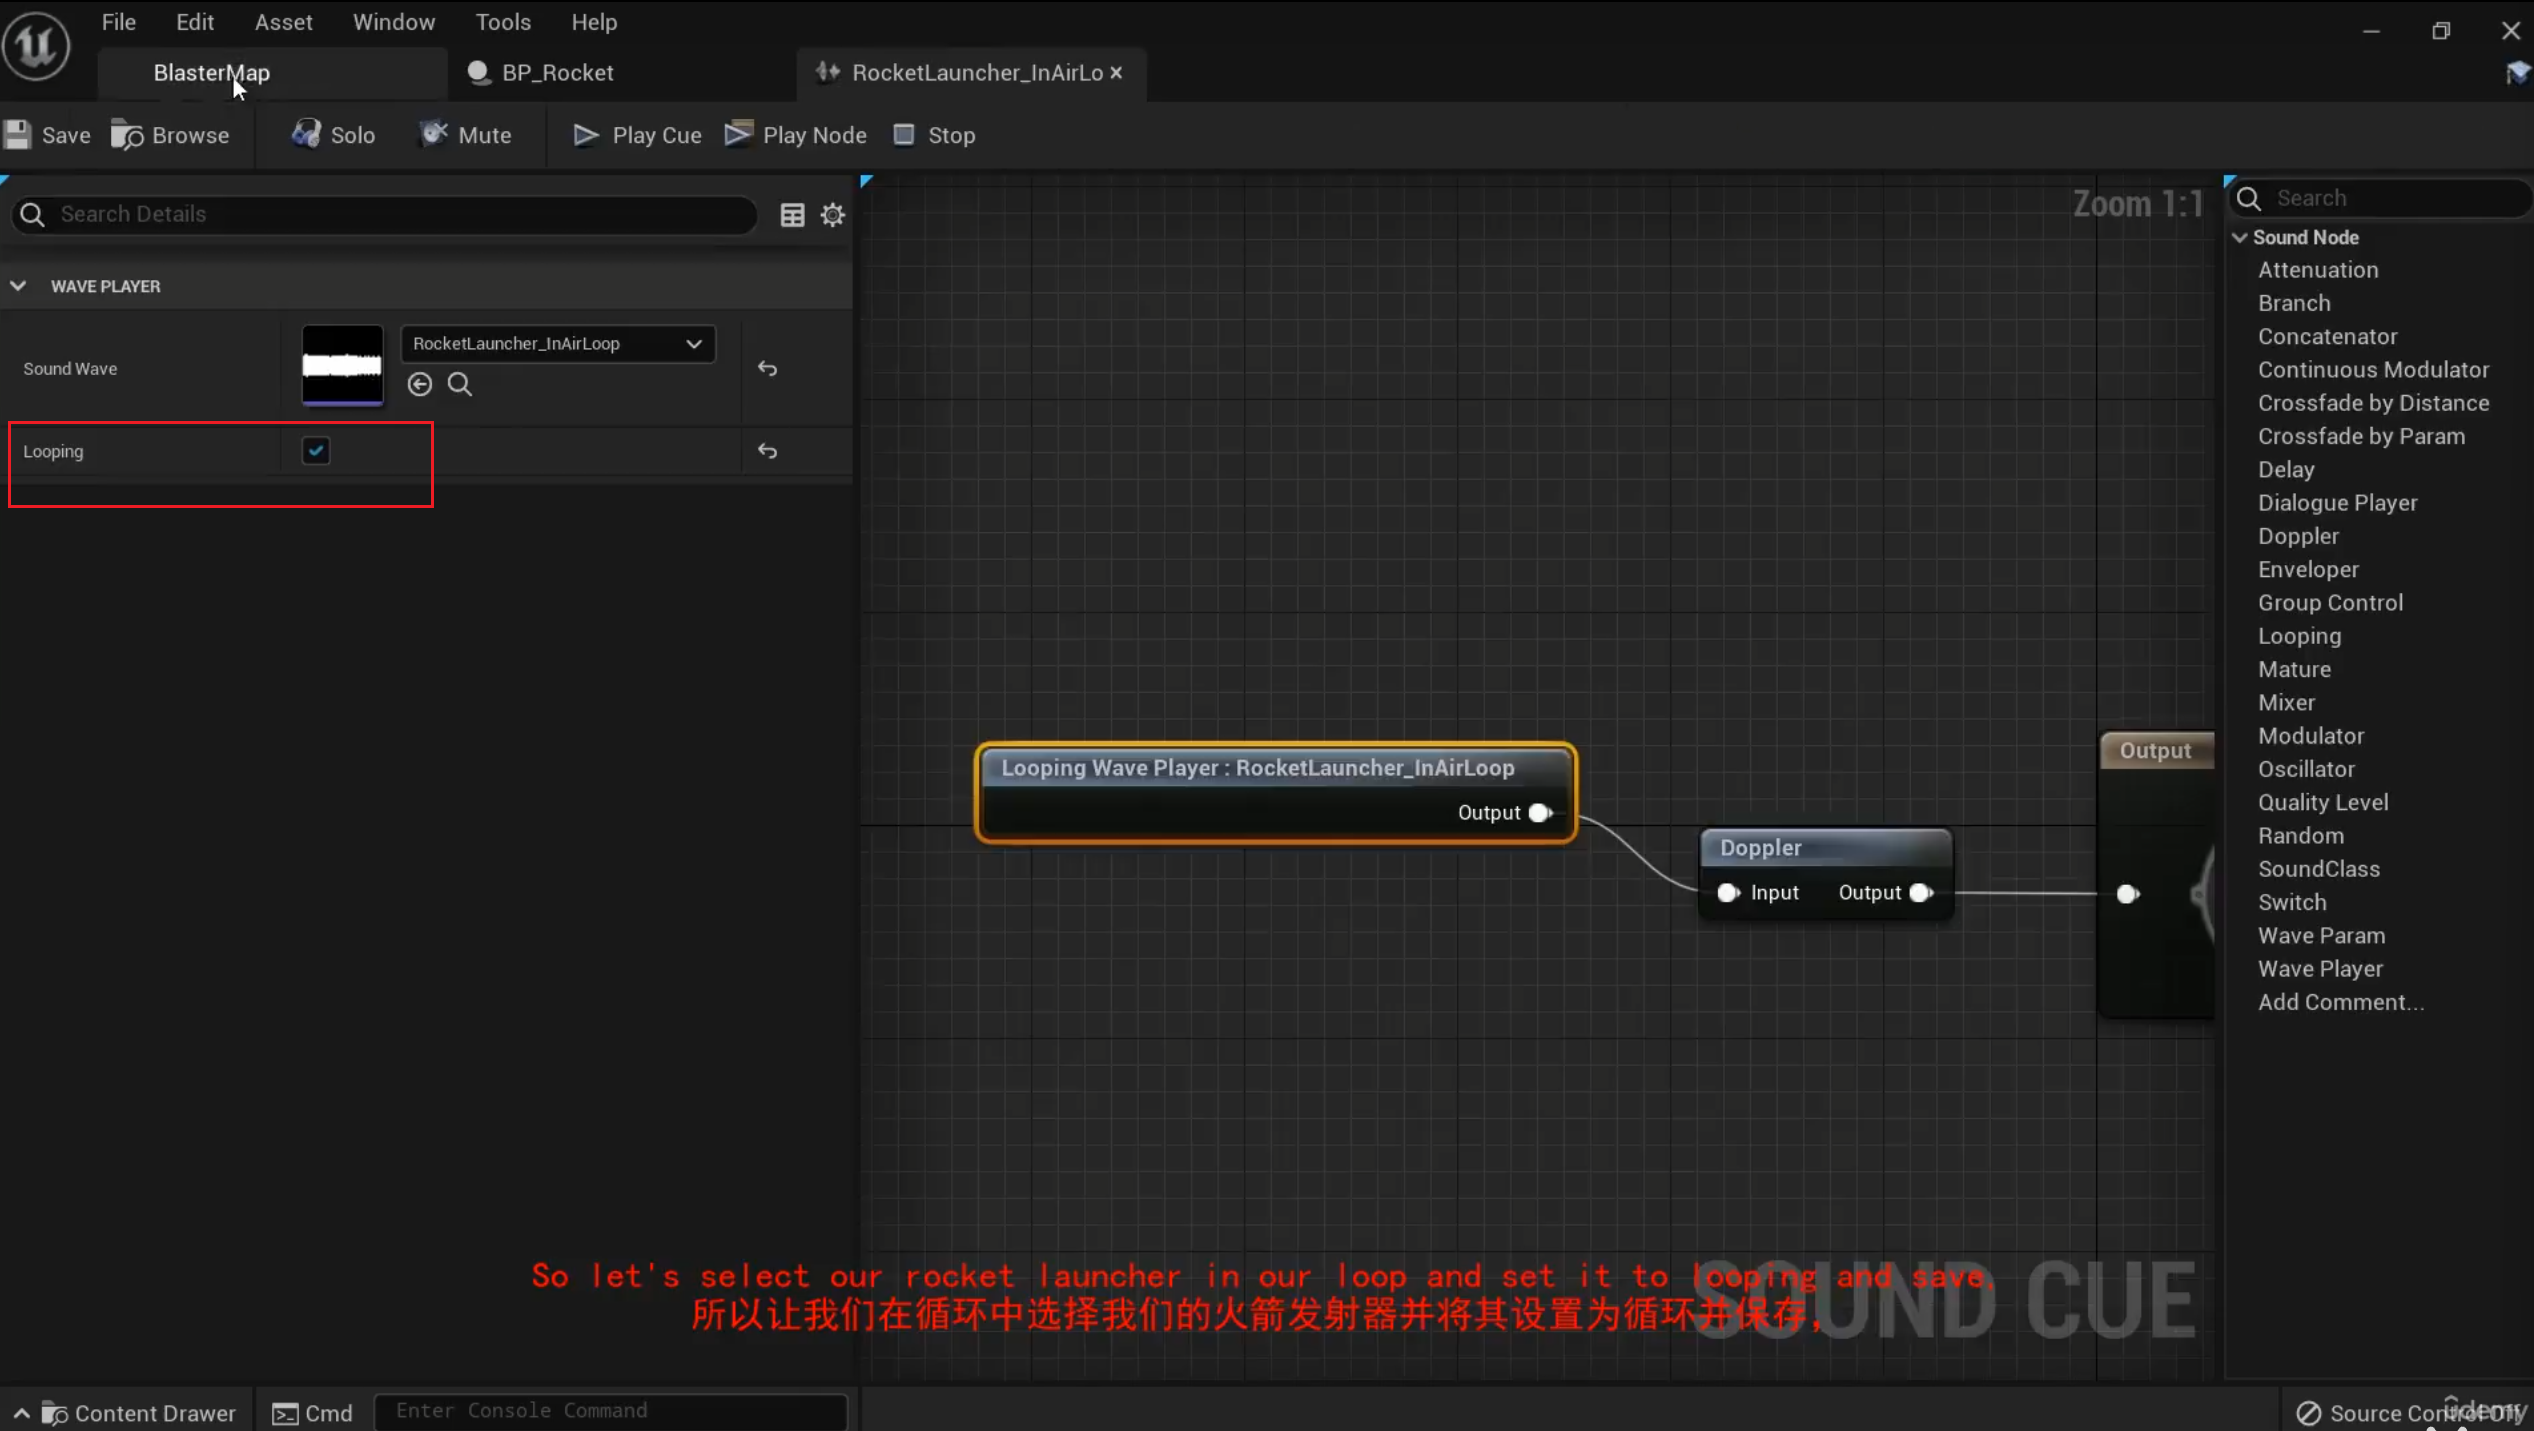 File Edit Asset Window Tools Help
BlasterMap BP_Rocket RocketLauncher_InAirLo
Save Browse Solo Mute Play Cue Play Node Stop
Search Details
WAVE PLAYER
Sound Wave RocketLauncher_InAirLoop
Looping
Zoom 1:1
Looping Wave Player : RocketLauncher_InAirLoop
Output
Doppler
Input Output
Output
SOUND CUE
Search
Sound Node
Attenuation
Branch
Concatenator
Continuous Modulator
Crossfade by Distance
Crossfade by Param
Delay
Dialogue Player
Doppler
Enveloper
Group Control
Looping
Mature
Mixer
Modulator
Oscillator
Quality Level
Random
SoundClass
Switch
Wave Param
Wave Player
Add Comment...
So let's select our rocket launcher in our loop and set it to looping and save,
所以让我们在循环中选择我们的火箭发射器并将其设置为循环并保存,
Content Drawer Cmd Enter Console Command Source Control Off
ûdemy